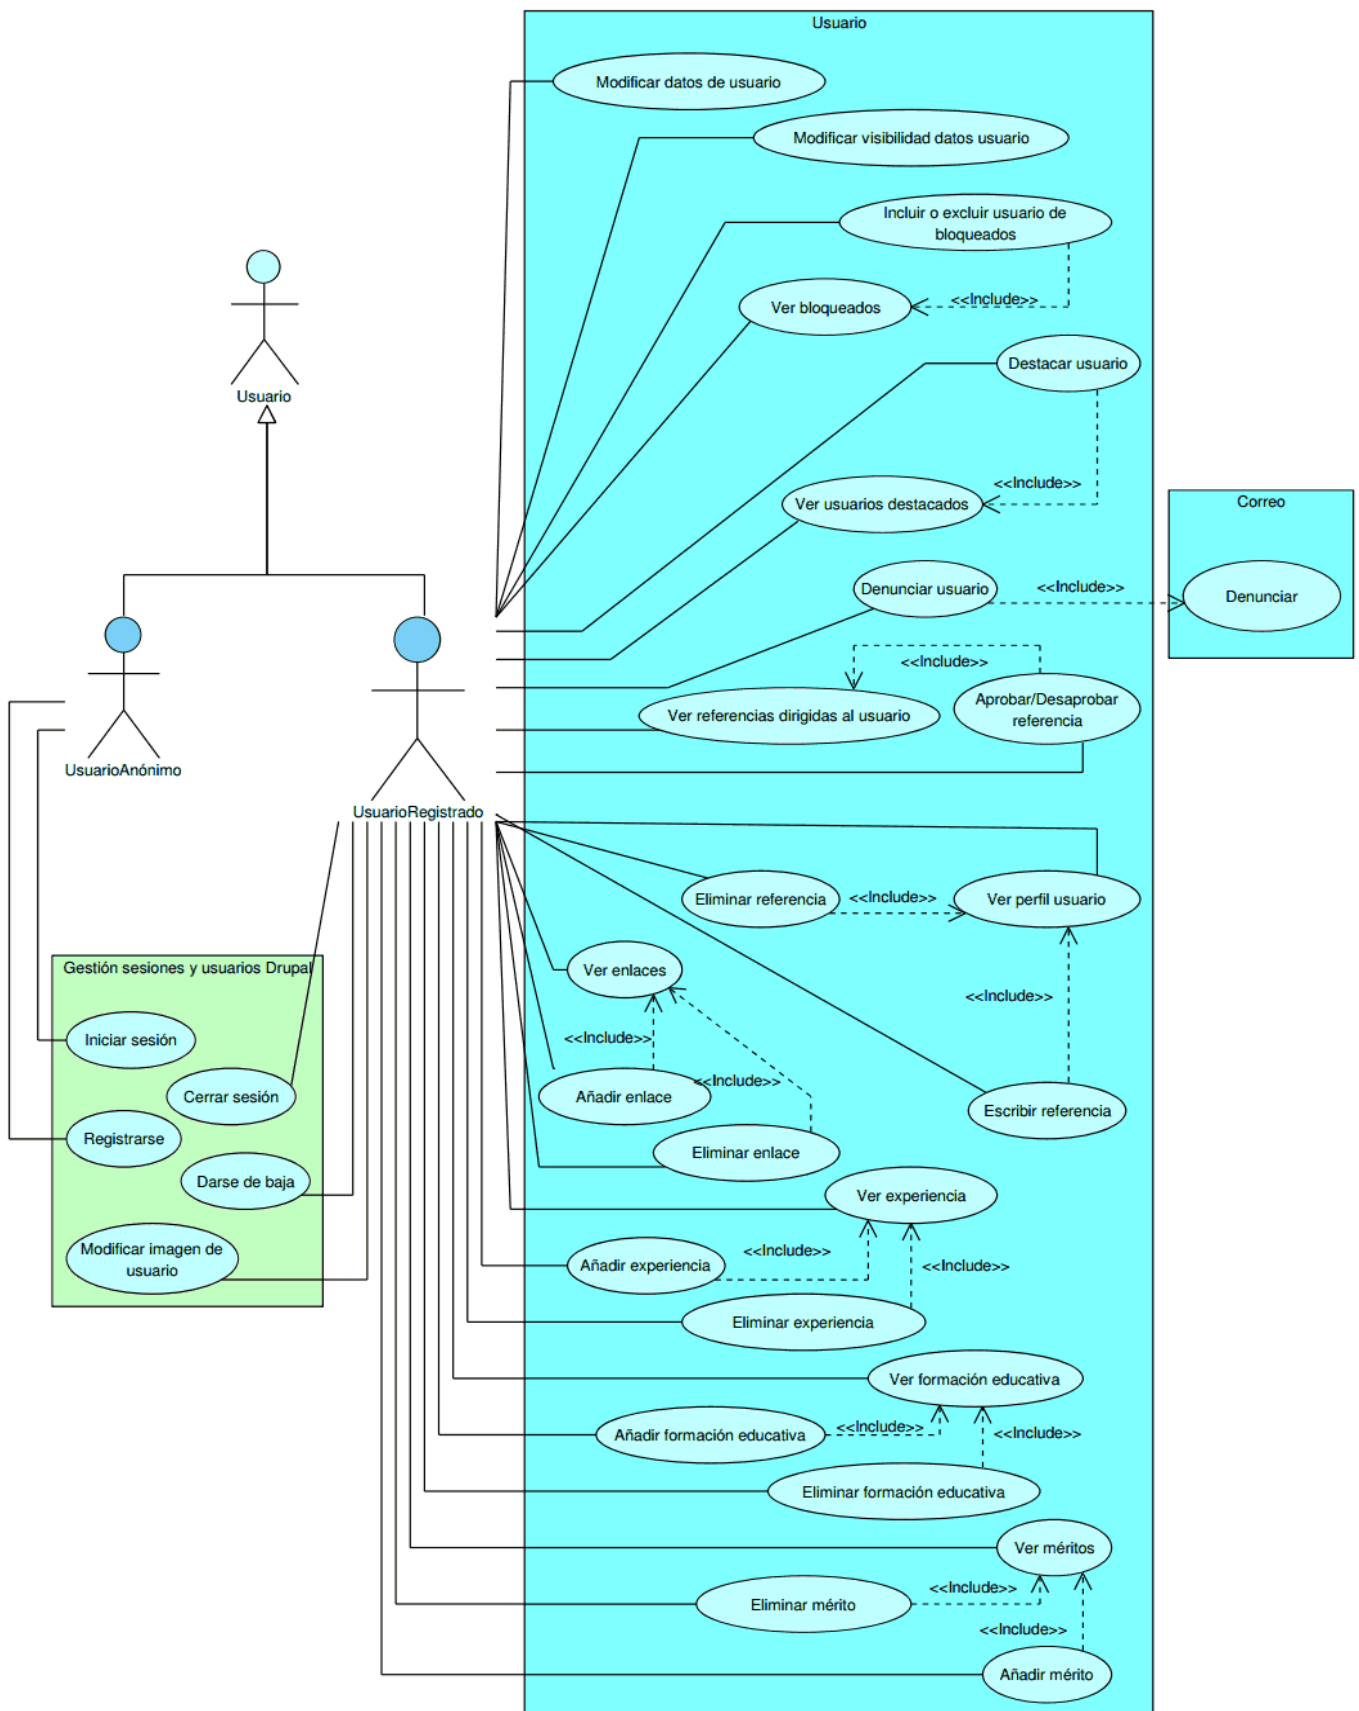 Usuario
Modificar datos de usuario
Modificar visibilidad datos usuario
Incluir o excluir usuario de
bloqueados
<<Include>>
Ver bloqueados
Destacar usuario
Usuario
<<Include>>
Ver usuarios destacados
Correo
Denunciar usuario
<<Include>>
Denunciar
<<Include>>
Ver referencias dirigidas al usuario
Aprobar/Desaprobar
referencia
UsuarioAnónimo
UsuarioRegistrado
Eliminar referencia
<<Include>>
Ver perfil usuario
Gestión sesiones y usuarios Drupal
Ver enlaces
<<Include>>
Iniciar sesión
<<Include>>
Cerrar sesión
Añadir enlace
<<Include>>
Escribir referencia
Registrarse
Eliminar enlace
Darse de baja
Ver experiencia
Modificar imagen de
usuario
<<Include>>
Añadir experiencia
<<Include>>
Eliminar experiencia
Ver formación educativa
Añadir formación educativa
<<Include>>
<<Include>>
Eliminar formación educativa
Ver méritos
<<Include>>
Eliminar mérito
<<Include>>
Añadir mérito